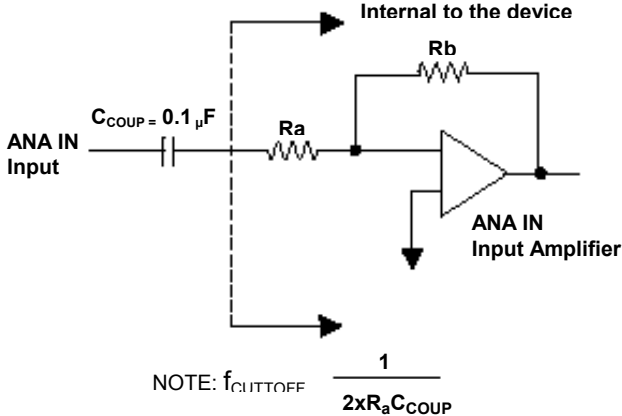 Internal to the device
Rb
CCOUP = 0.1 µF
Ra
ANA IN
Input
ANA IN
Input Amplifier
NOTE: fCUTTOFF
1
2xRaCCOUP